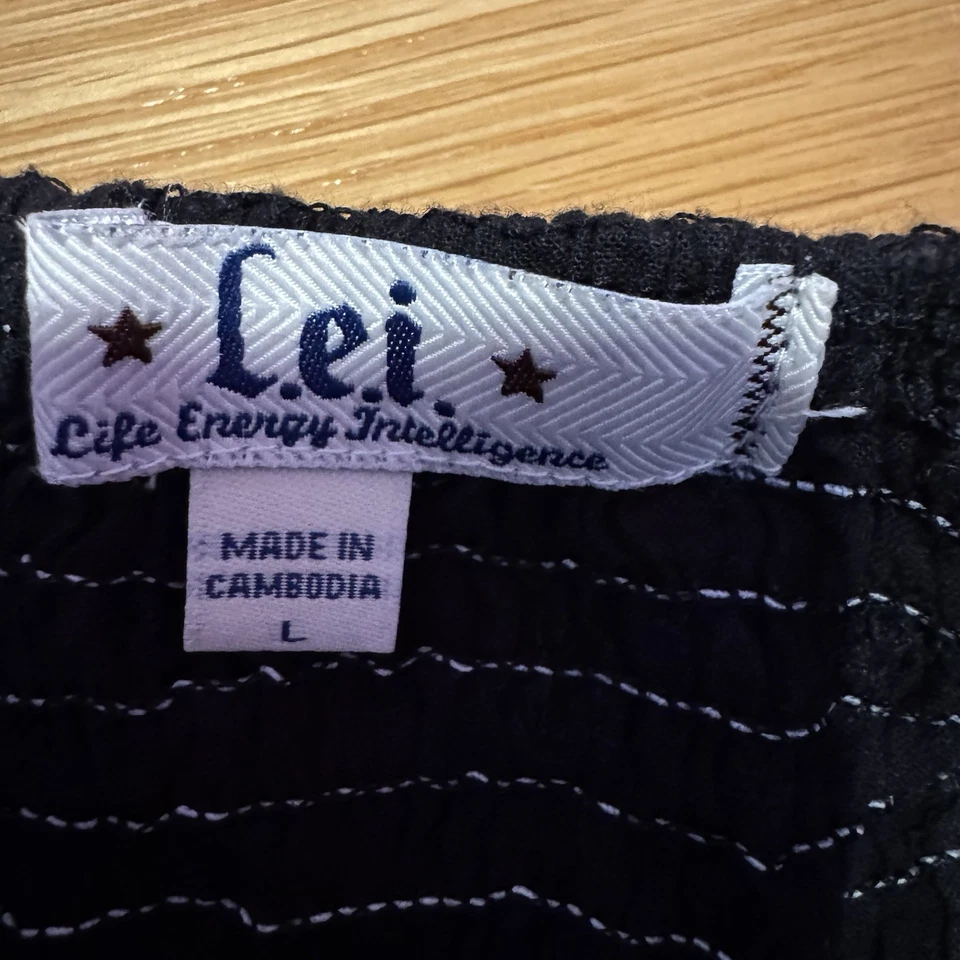 l.e.i.
Life Energy Intelligence
MADE IN
CAMBODIA
L